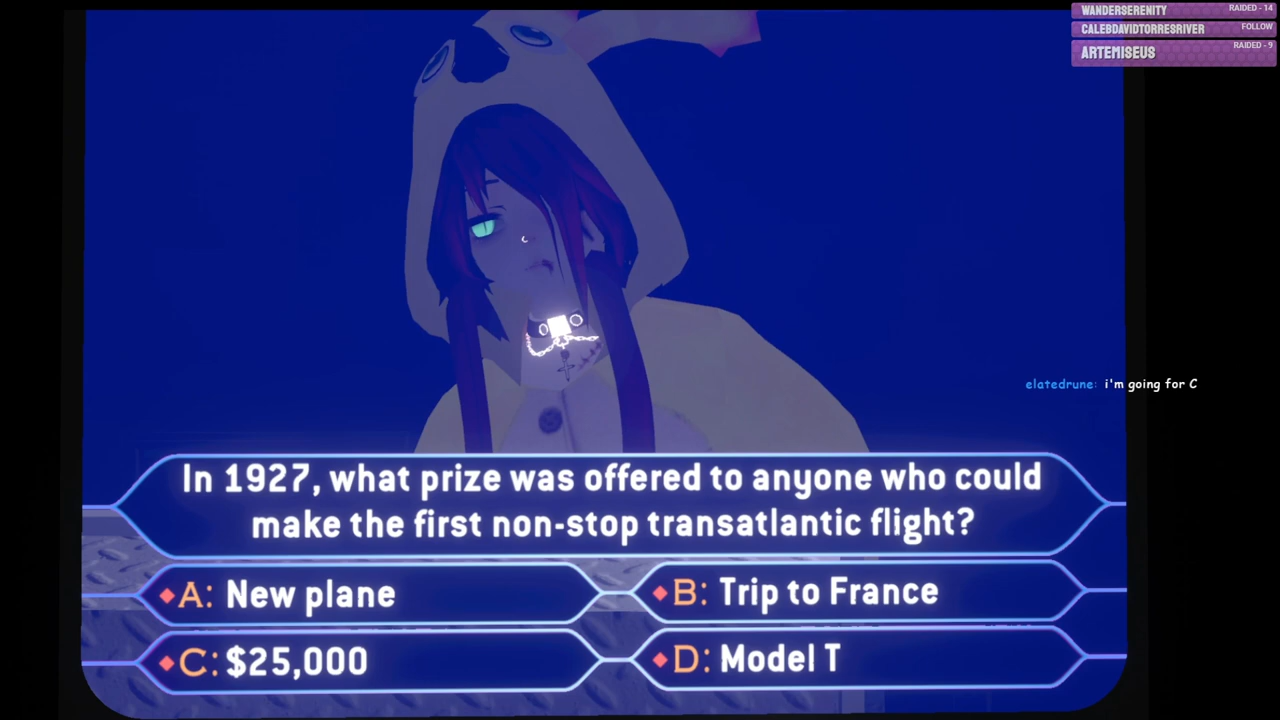 WANDERSERENITY RAIDED - 14
CALEBDAVIDTORRESRIVER FOLLOW
ARTEMISEUS RAIDED - 9
elatedrune: i'm going for C
In 1927, what prize was offered to anyone who could
make the first non-stop transatlantic flight?
A: New plane
B: Trip to France
C: $25,000
D: Model T